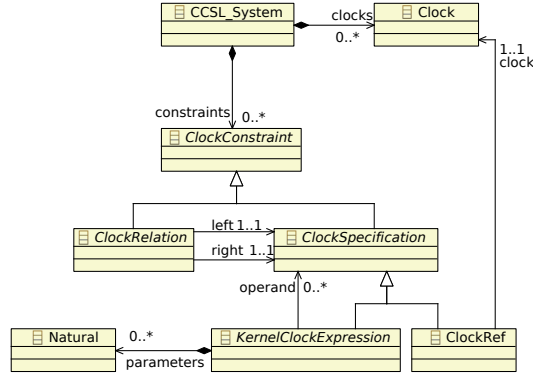 CCSL_System
clocks
0..*
Clock
1..1
clock
constraints
0..*
ClockConstraint
ClockRelation
left 1..1
right 1..1
ClockSpecification
operand 0..*
Natural
0..*
parameters
KernelClockExpression
ClockRef